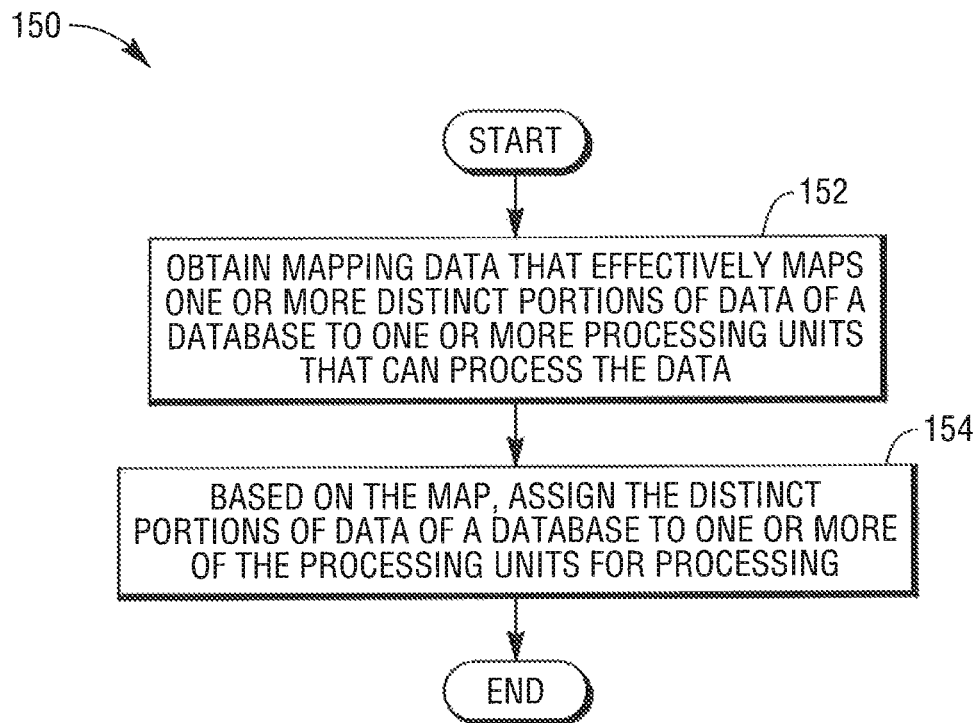 150
START
152
OBTAIN MAPPING DATA THAT EFFECTIVELY MAPS
ONE OR MORE DISTINCT PORTIONS OF DATA OF A
DATABASE TO ONE OR MORE PROCESSING UNITS
THAT CAN PROCESS THE DATA
154
BASED ON THE MAP, ASSIGN THE DISTINCT
PORTIONS OF DATA OF A DATABASE TO ONE OR MORE
OF THE PROCESSING UNITS FOR PROCESSING
END